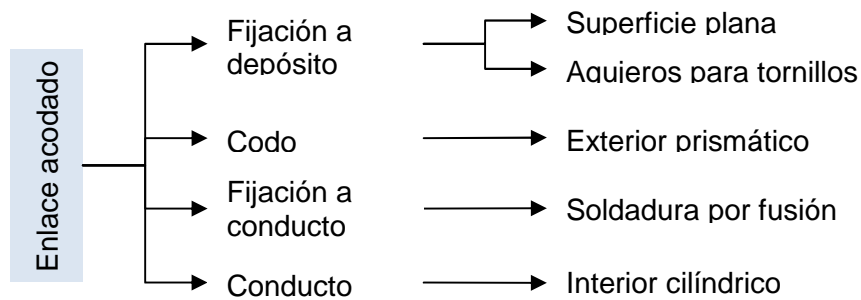 Enlace acodado
Fijación a
depósito
Superficie plana
Agujeros para tornillos
Codo
Exterior prismático
Fijación a
conducto
Soldadura por fusión
Conducto
Interior cilíndrico